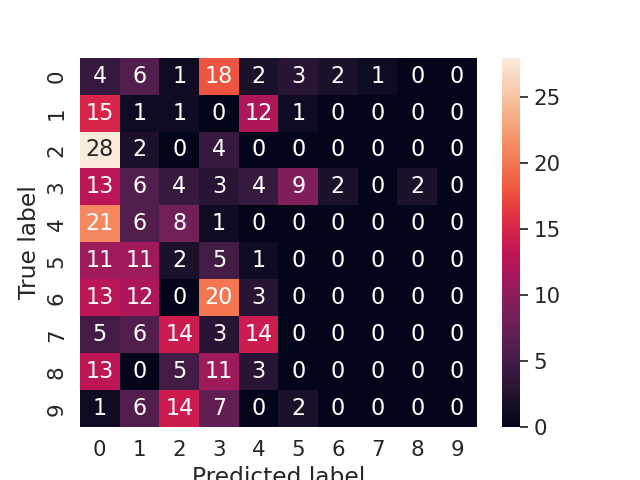 0 4 6 1 18 2 3 2 1 0 0
1 15 1 1 0 12 1 0 0 0 0
2 28 2 0 4 0 0 0 0 0 0
3 13 6 4 3 4 9 2 0 2 0
4 21 6 8 1 0 0 0 0 0 0
5 11 11 2 5 1 0 0 0 0 0
6 13 12 0 20 3 0 0 0 0 0
7 5 6 14 3 14 0 0 0 0 0
8 13 0 5 11 3 0 0 0 0 0
9 1 6 14 7 0 2 0 0 0 0
0 1 2 3 4 5 6 7 8 9
Predicted label
True label
25
20
15
10
5
0